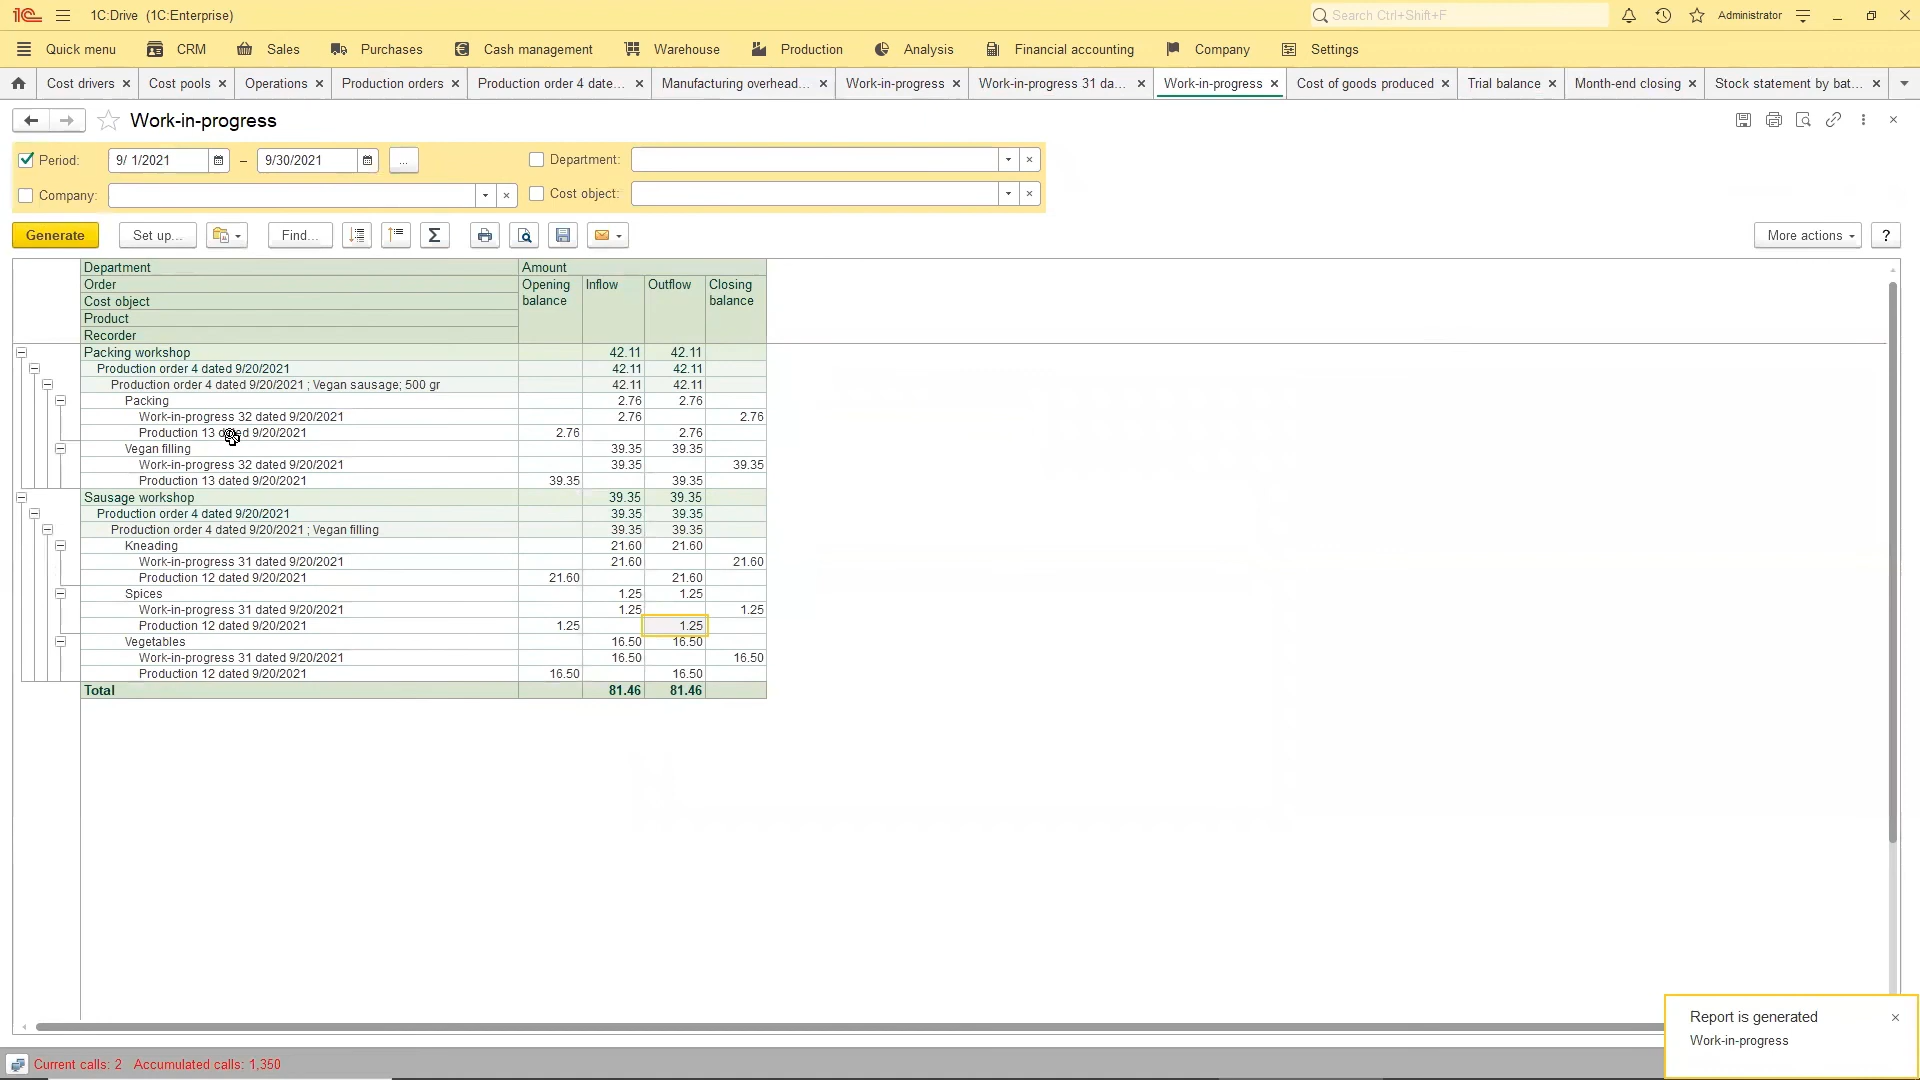 1C:Drive (1C:Enterprise)
Search Ctrl+Shift+F
Administrator
Quick menu CRM Sales Purchases Cash management Warehouse Production Analysis Financial accounting Company Settings
Cost drivers Cost pools Operations Production orders Production order 4 date... Manufacturing overhead... Work-in-progress Work-in-progress 31 da... Work-in-progress Cost of goods produced Trial balance Month-end closing Stock statement by bat...
Work-in-progress
Period: 9/ 1/2021 – 9/30/2021 ... Department:
Company: Cost object:
Generate Set up... Find... Σ More actions ?
Department Amount
Order Opening balance Inflow Outflow Closing balance
Cost object
Product
Recorder
Packing workshop 42.11 42.11
Production order 4 dated 9/20/2021 42.11 42.11
Production order 4 dated 9/20/2021 ; Vegan sausage; 500 gr 42.11 42.11
Packing 2.76 2.76
Work-in-progress 32 dated 9/20/2021 2.76 2.76
Production 13 dated 9/20/2021 2.76 2.76
Vegan filling 39.35 39.35
Work-in-progress 32 dated 9/20/2021 39.35 39.35
Production 13 dated 9/20/2021 39.35 39.35
Sausage workshop 39.35 39.35
Production order 4 dated 9/20/2021 39.35 39.35
Production order 4 dated 9/20/2021 ; Vegan filling 39.35 39.35
Kneading 21.60 21.60
Work-in-progress 31 dated 9/20/2021 21.60 21.60
Production 12 dated 9/20/2021 21.60 21.60
Spices 1.25 1.25
Work-in-progress 31 dated 9/20/2021 1.25 1.25
Production 12 dated 9/20/2021 1.25 1.25
Vegetables 16.50 16.50
Work-in-progress 31 dated 9/20/2021 16.50 16.50
Production 12 dated 9/20/2021 16.50 16.50
Total 81.46 81.46
Report is generated
Work-in-progress
Current calls: 2 Accumulated calls: 1,350